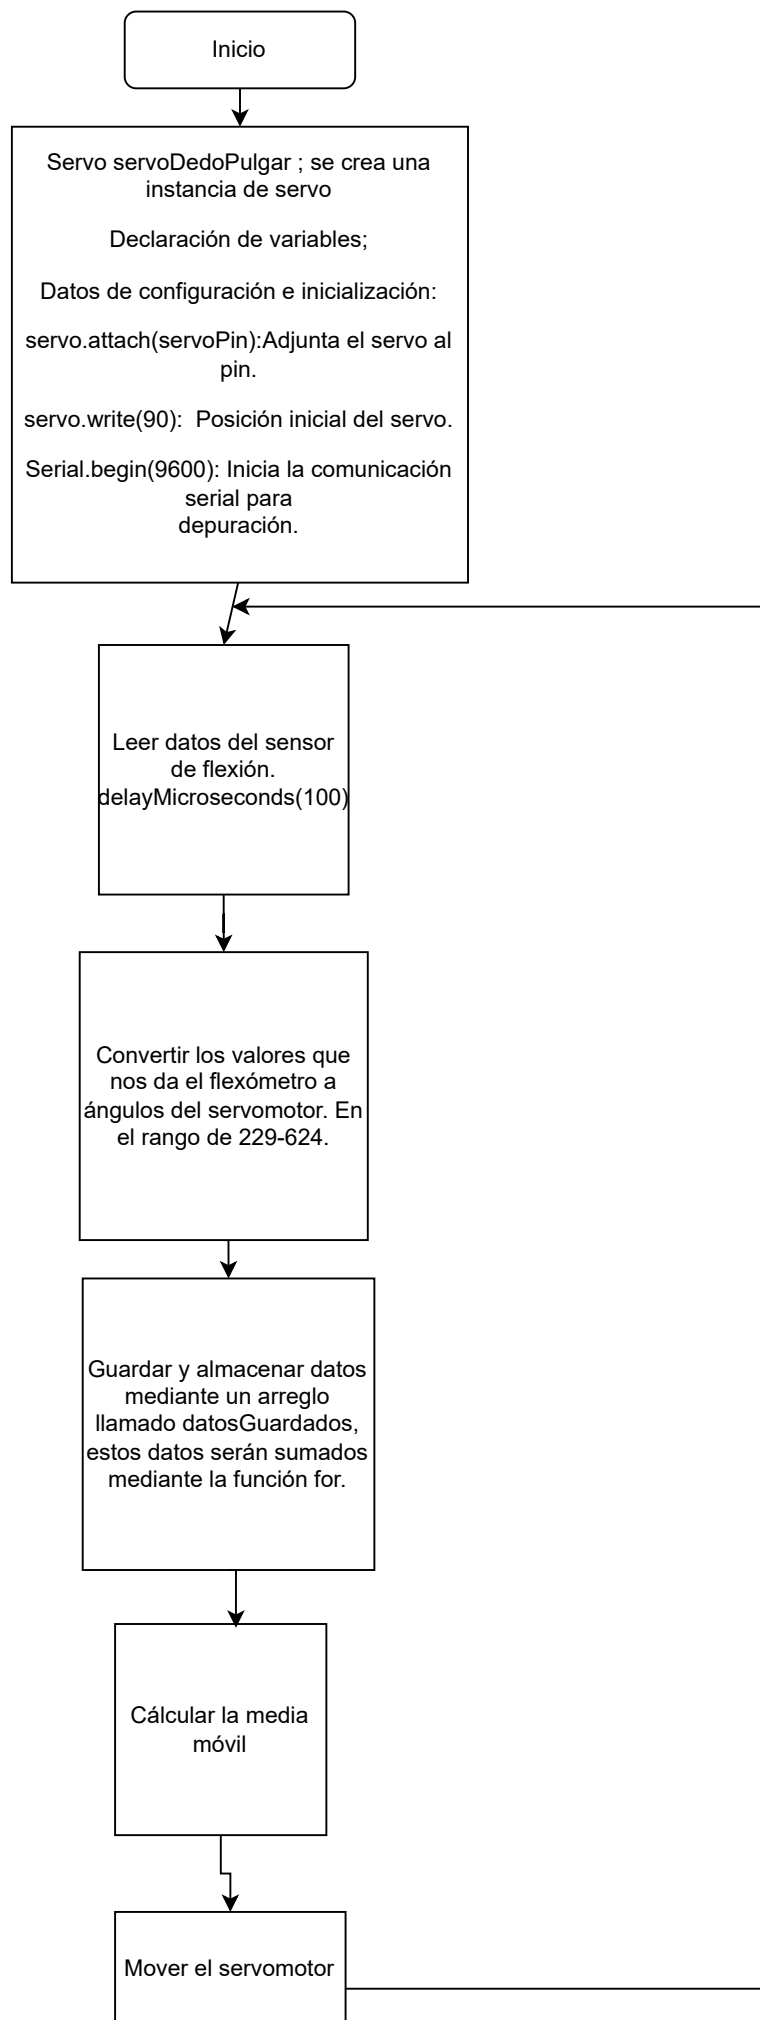 Inicio
Servo servoDedoPulgar ; se crea una
instancia de servo
Declaración de variables;
Datos de configuración e inicialización:
servo.attach(servoPin):Adjunta el servo al
pin.
servo.write(90):  Posición inicial del servo.
Serial.begin(9600): Inicia la comunicación
serial para
depuración.
Leer datos del sensor
de flexión.
delayMicroseconds(100)
Convertir los valores que
nos da el flexómetro a
ángulos del servomotor. En
el rango de 229-624.
Guardar y almacenar datos
mediante un arreglo
llamado datosGuardados,
estos datos serán sumados
mediante la función for.
Cálcular la media
móvil
Mover el servomotor